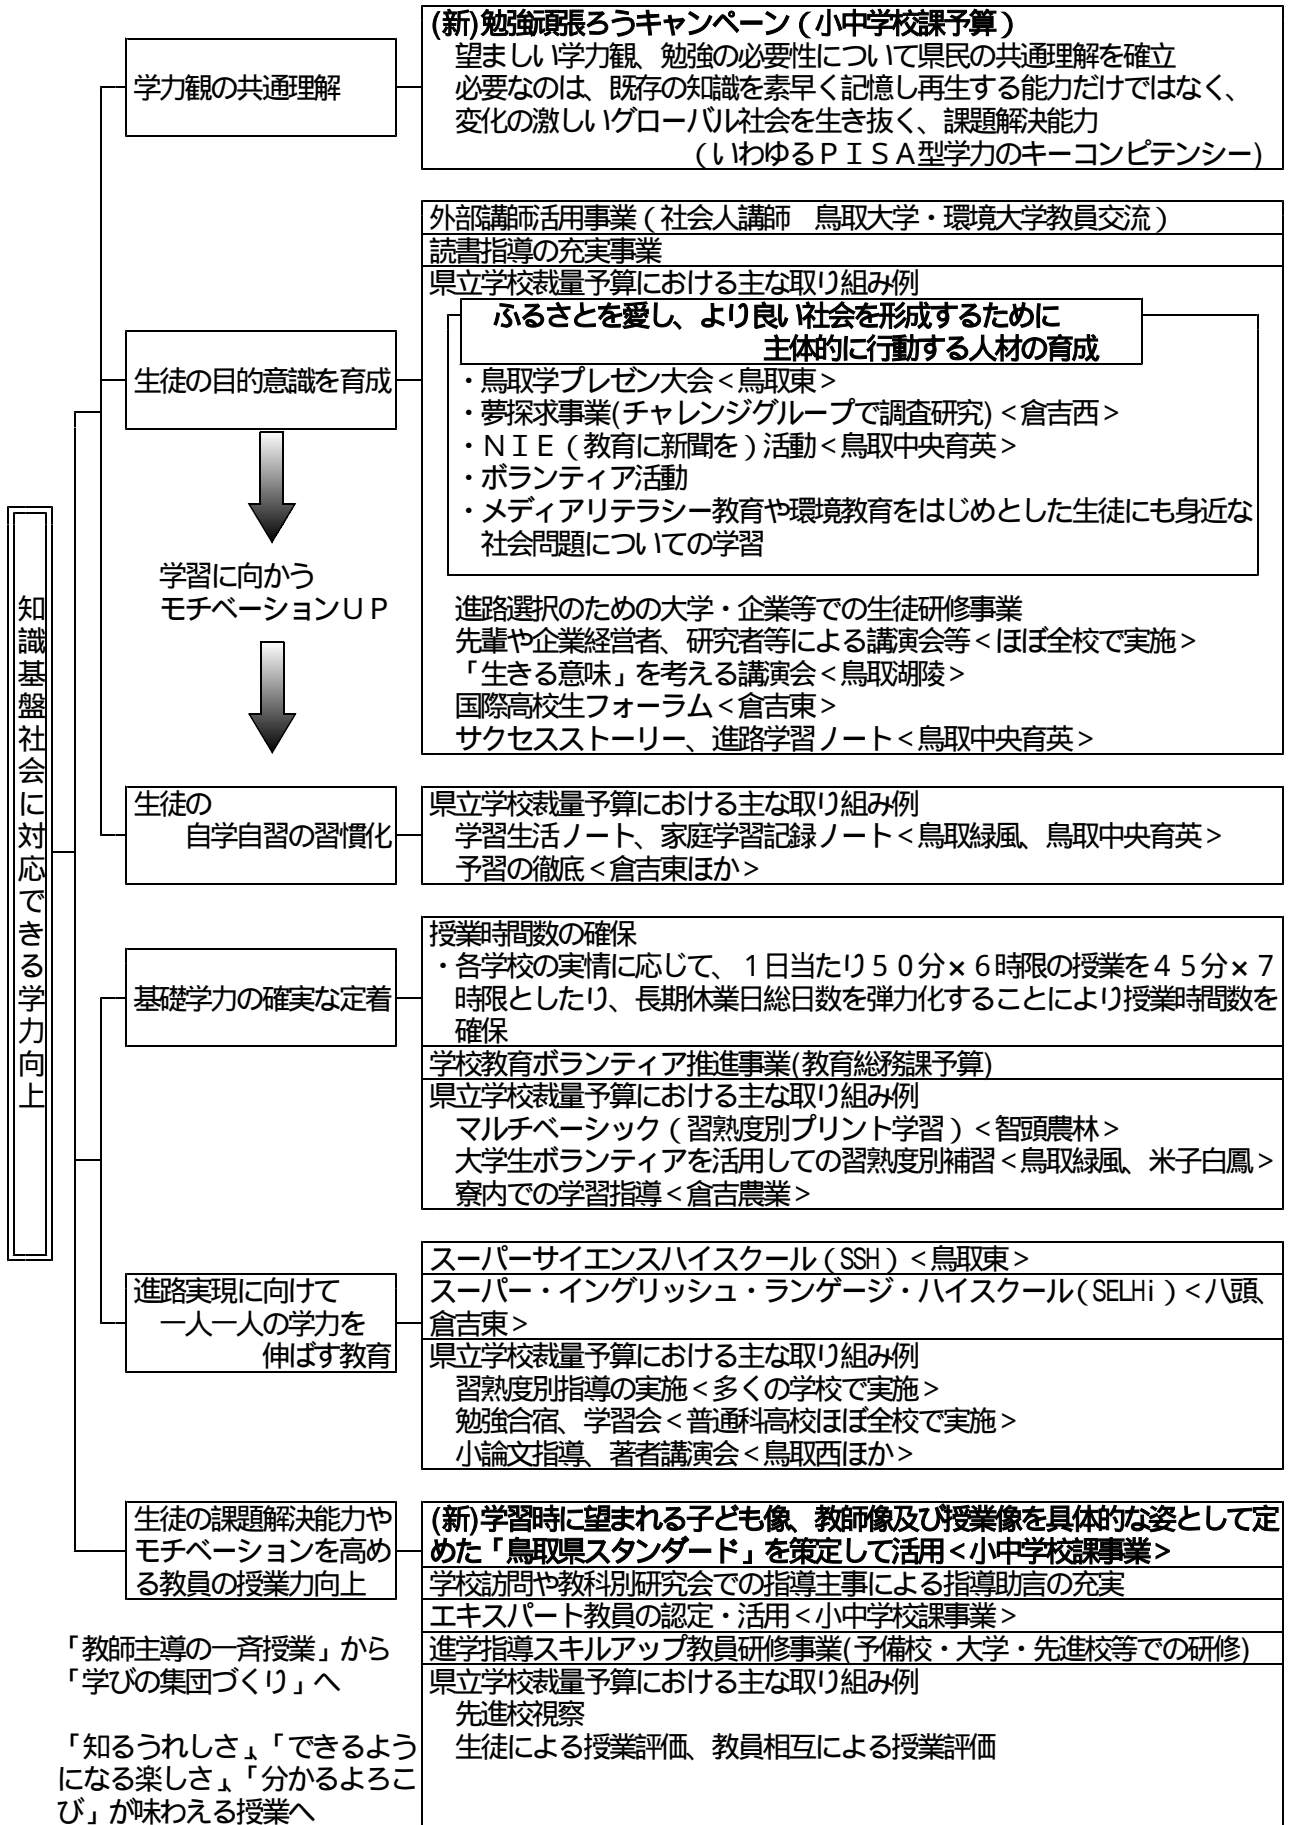 (新)勉強頑張ろうキャンペーン（小中学校課予算）
望ましい学力観、勉強の必要性について県民の共通理解を確立
必要なのは、既存の知識を素早く記憶し再生する能力だけではなく、
変化の激しいグローバル社会を生き抜く、課題解決能力
（いわゆるＰＩＳＡ型学力のキーコンピテンシー)
学力観の共通理解
外部講師活用事業（社会人講師　鳥取大学・環境大学教員交流）
読書指導の充実事業
県立学校裁量予算における主な取り組み例
ふるさとを愛し、より良い社会を形成するために
主体的に行動する人材の育成
・鳥取学プレゼン大会＜鳥取東＞
・夢探求事業(チャレンジグループで調査研究)＜倉吉西＞
・ＮＩＥ（教育に新聞を）活動＜鳥取中央育英＞
・ボランティア活動
・メディアリテラシー教育や環境教育をはじめとした生徒にも身近な
社会問題についての学習
進路選択のための大学・企業等での生徒研修事業
先輩や企業経営者、研究者等による講演会等＜ほぼ全校で実施＞
「生きる意味」を考える講演会＜鳥取湖陵＞
国際高校生フォーラム＜倉吉東＞
サクセスストーリー、進路学習ノート＜鳥取中央育英＞
生徒の目的意識を育成
学習に向かう
モチベーションＵＰ
知識基盤社会に対応できる学力向上
生徒の
自学自習の習慣化
県立学校裁量予算における主な取り組み例
学習生活ノート、家庭学習記録ノート＜鳥取緑風、鳥取中央育英＞
予習の徹底＜倉吉東ほか＞
基礎学力の確実な定着
授業時間数の確保
・各学校の実情に応じて、１日当たり５０分×６時限の授業を４５分×７
時限としたり、長期休業日総日数を弾力化することにより授業時間数を
確保
学校教育ボランティア推進事業(教育総務課予算)
県立学校裁量予算における主な取り組み例
マルチベーシック（習熟度別プリント学習）＜智頭農林＞
大学生ボランティアを活用しての習熟度別補習＜鳥取緑風、米子白鳳＞
寮内での学習指導＜倉吉農業＞
進路実現に向けて
一人一人の学力を
伸ばす教育
スーパーサイエンスハイスクール（SSH）＜鳥取東＞
スーパー・イングリッシュ・ランゲージ・ハイスクール（SELHi）＜八頭、
倉吉東＞
県立学校裁量予算における主な取り組み例
習熟度別指導の実施＜多くの学校で実施＞
勉強合宿、学習会＜普通科高校ほぼ全校で実施＞
小論文指導、著者講演会＜鳥取西ほか＞
生徒の課題解決能力や
モチベーションを高め
る教員の授業力向上
(新)学習時に望まれる子ども像、教師像及び授業像を具体的な姿として定
めた「鳥取県スタンダード」を策定して活用＜小中学校課事業＞
学校訪問や教科別研究会での指導主事による指導助言の充実
エキスパート教員の認定・活用＜小中学校課事業＞
進学指導スキルアップ教員研修事業(予備校・大学・先進校等での研修)
県立学校裁量予算における主な取り組み例
先進校視察
生徒による授業評価、教員相互による授業評価
「教師主導の一斉授業」から
「学びの集団づくり」へ
「知るうれしさ」、「できるよう
になる楽しさ」、「分かるよろこ
び」が味わえる授業へ